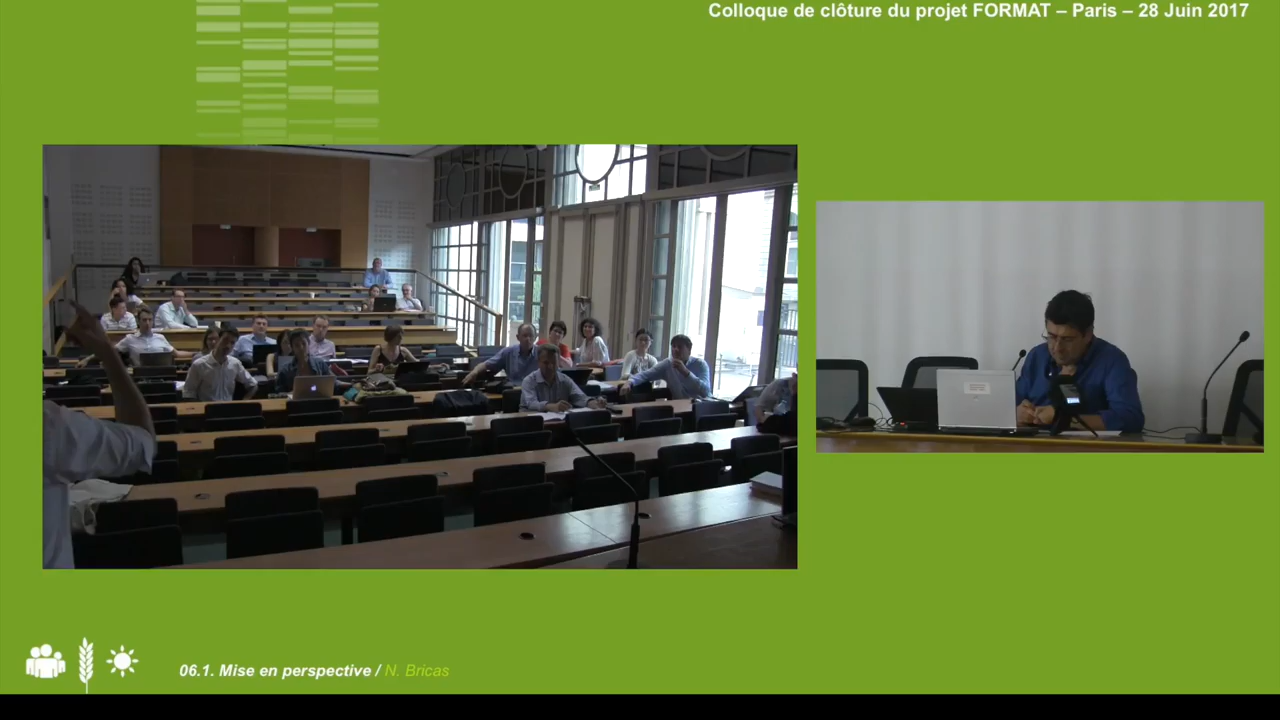 Colloque de clôture du projet FORMAT – Paris – 28 Juin 2017
06.1. Mise en perspective / N. Bricas